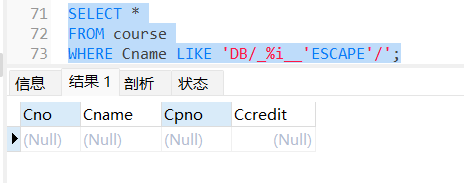 71 SELECT *
72 FROM course
73 WHERE Cname LIKE 'DB/_%i__'ESCAPE'/';
信息 结果 1 剖析 状态
Cno Cname Cpno Ccredit
(Null) (Null) (Null) (Null)